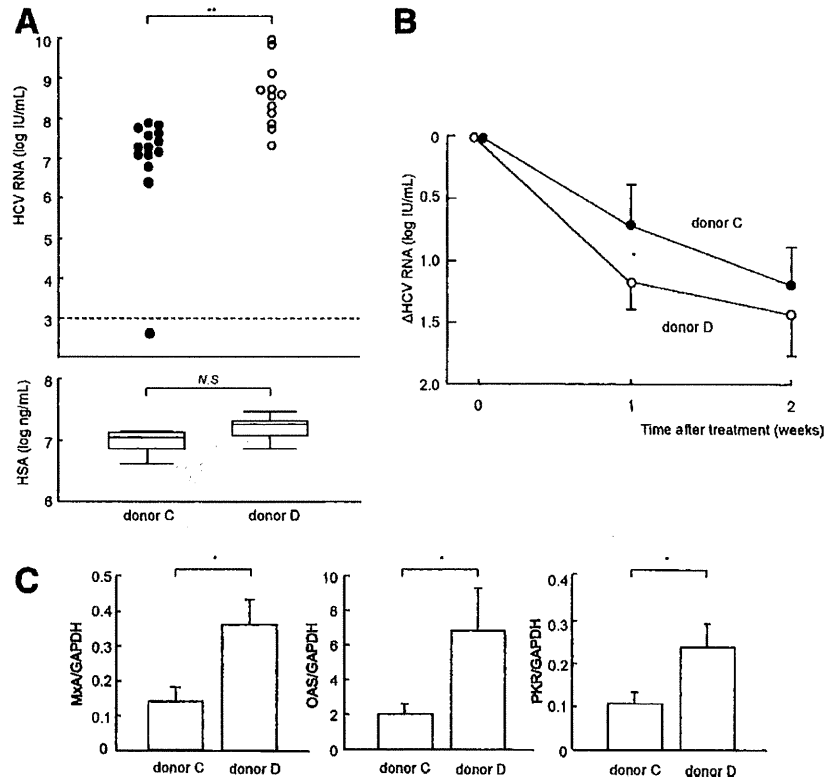 A
**
HCV RNA (log IU/mL)
10
9
8
7
6
5
4
3
N.S
HSA (log ng/mL)
8
7
6
donor C donor D
B
ΔHCV RNA (log IU/mL)
0
0.5
1.0
1.5
2.0
*
donor C
donor D
0 1 2
Time after treatment (weeks)
C
*
MxA/GAPDH
0.5
0.4
0.3
0.2
0.1
0
donor C donor D
*
OAS/GAPDH
10
8
6
4
2
0
donor C donor D
*
PKR/GAPDH
0.4
0.3
0.2
0.1
0
donor C donor D